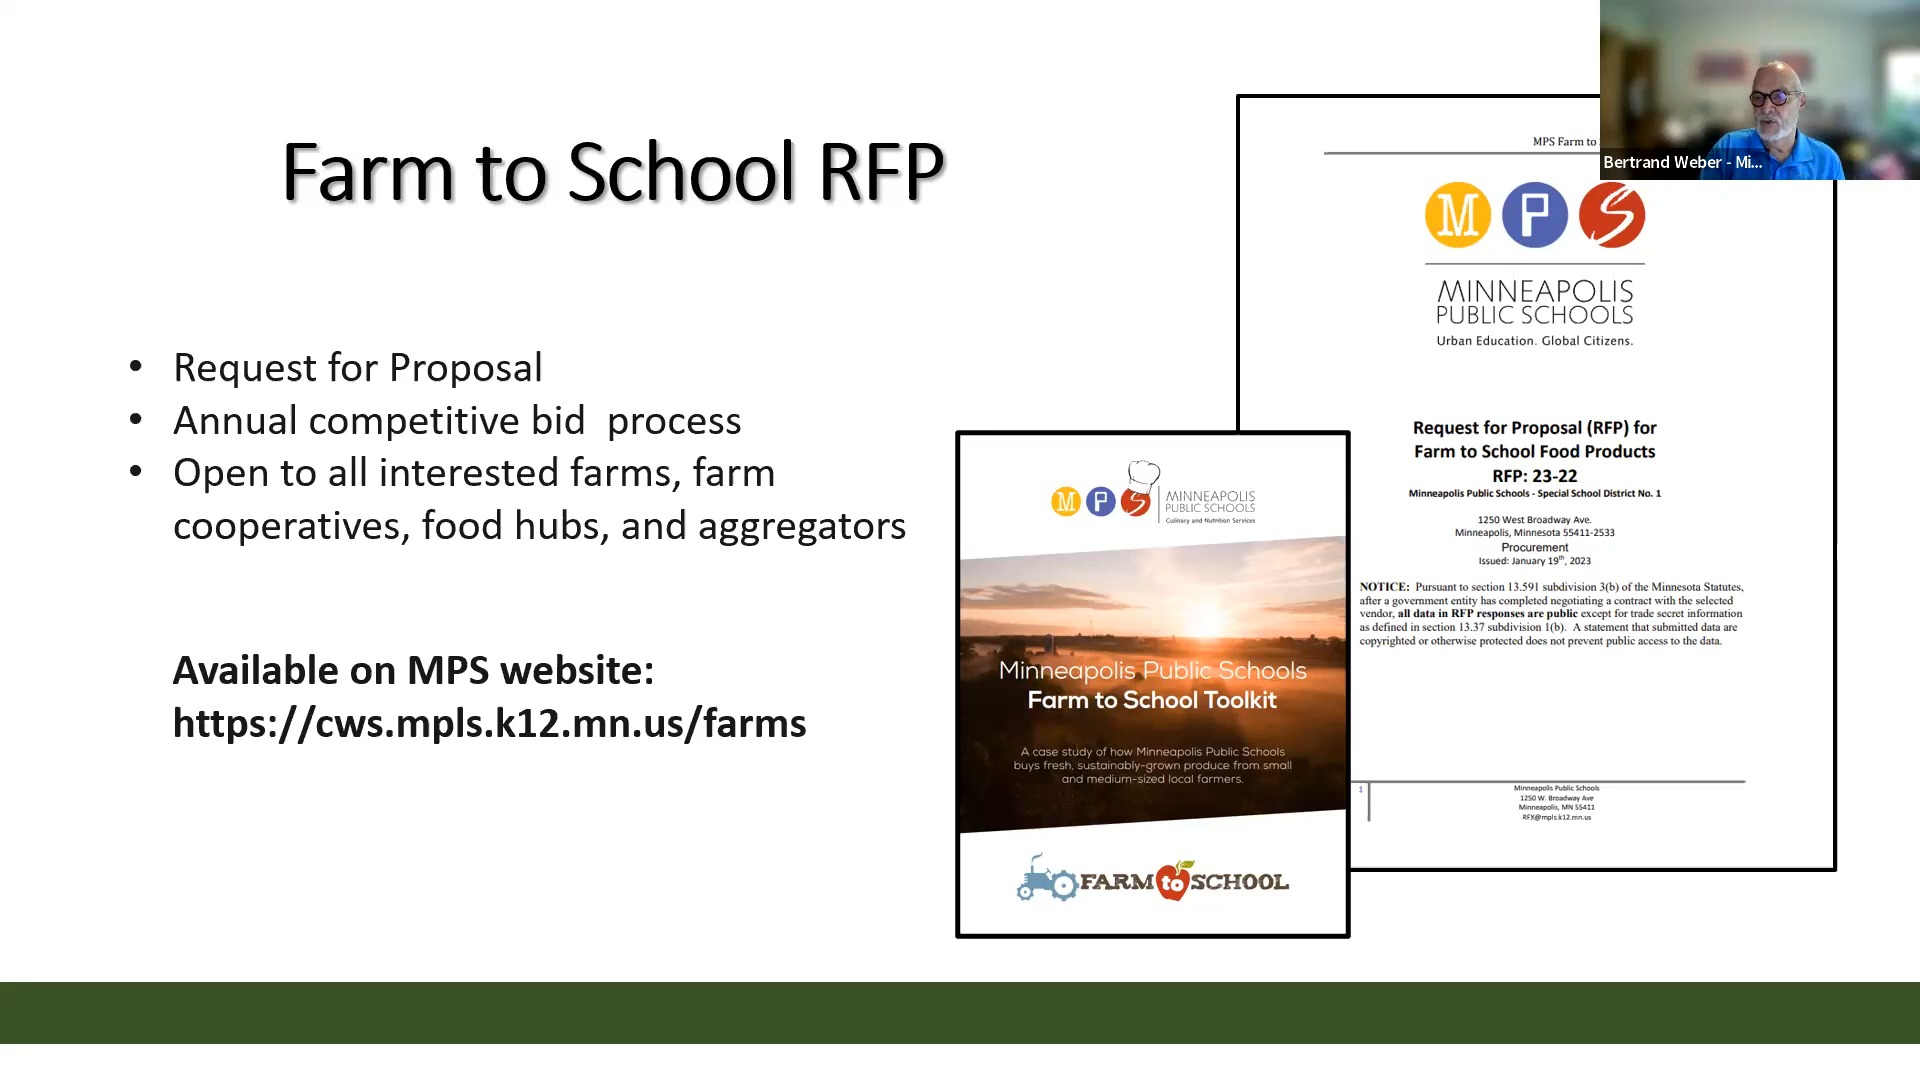 Farm to School RFP
• Request for Proposal
• Annual competitive bid process
• Open to all interested farms, farm
cooperatives, food hubs, and aggregators
Available on MPS website:
https://cws.mpls.k12.mn.us/farms
M P S
MINNEAPOLIS
PUBLIC SCHOOLS
Culinary and Nutrition Services
Minneapolis Public Schools
Farm to School Toolkit
A case study of how Minneapolis Public Schools
buys fresh, sustainably-grown produce from small
and medium-sized local farmers.
FARM to SCHOOL
MPS Farm to
M P S
MINNEAPOLIS
PUBLIC SCHOOLS
Urban Education. Global Citizens.
Request for Proposal (RFP) for
Farm to School Food Products
RFP: 23-22
Minneapolis Public Schools - Special School District No. 1
1250 West Broadway Ave.
Minneapolis, Minnesota 55411-2533
Procurement
Issued: January 19th, 2023
NOTICE: Pursuant to section 13.591 subdivision 3(b) of the Minnesota Statutes,
after a government entity has completed negotiating a contract with the selected
vendor, all data in RFP responses are public except for trade secret information
as defined in section 13.37 subdivision 1(b). A statement that submitted data are
copyrighted or otherwise protected does not prevent public access to the data.
1
Minneapolis Public Schools
1250 W. Broadway Ave
Minneapolis, MN 55411
RFX@mpls.k12.mn.us
Bertrand Weber - Mi...